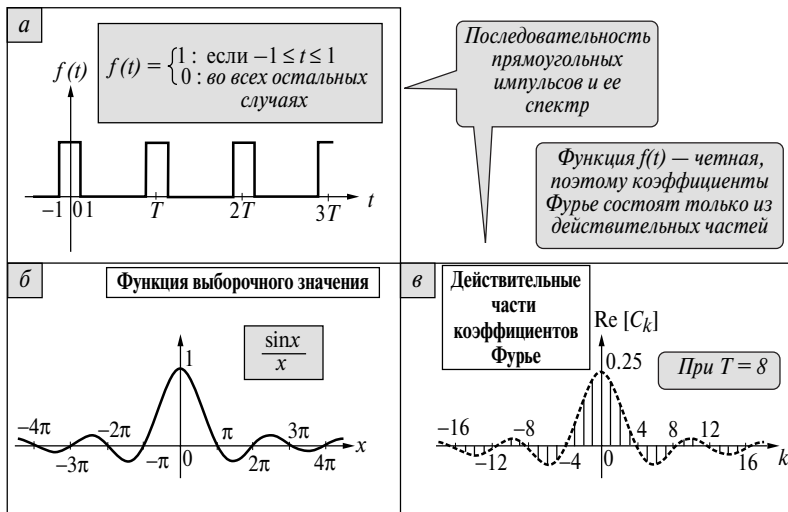 а
f(t)
f(t) = { 1 : если −1 ≤ t ≤ 1
0 : во всех остальных
случаях
−1 0 1 T 2T 3T t
Последовательность
прямоугольных
импульсов и ее
спектр
Функция f(t) — четная,
поэтому коэффициенты
Фурье состоят только из
действительных частей
б
Функция выборочного значения
sinx
x
1
−4π −2π π 3π x
−3π −π 0 2π 4π
в
Действительные
части
коэффициентов
Фурье
Re [Ck]
0.25
При T = 8
−16 −8 4 8 12
−12 −4 0 16 k